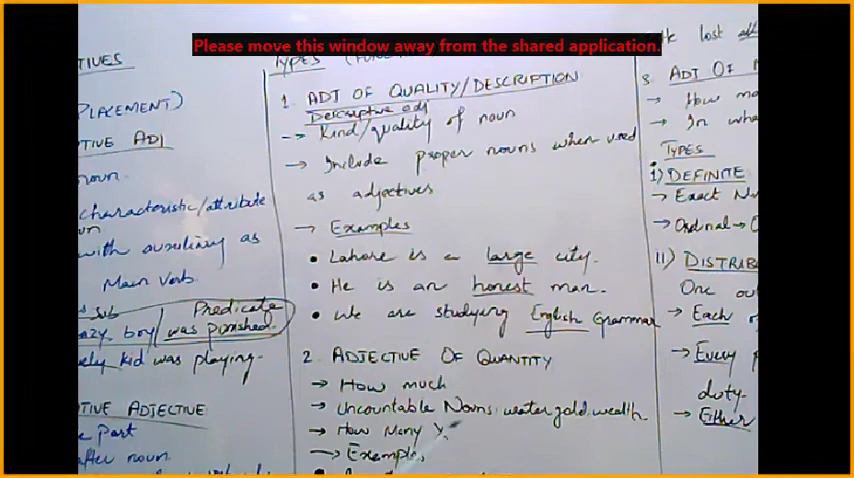 Please move this window away from the shared application.
TIVES
PLACEMENT)
TIVE ADJ
noun.
characteristic/attribute
un
with auxiliary as
Main Verb.
sub Predicate
azy boy/was punished.
ely kid was playing.
TIVE ADJECTIVE
e Part
after noun
TYPES
1. ADJ OF QUALITY/DESCRIPTION
Descriptive adj
→ Kind/quality of noun
→ Include proper nouns when used
as adjectives
→ Examples
• Lahore is a large city.
• He is an honest man.
• We are studying English Grammar
2. ADJECTIVE OF QUANTITY
→ How much
→ Uncountable Nouns: water, gold, wealth
→ How Many X
→ Examples
He lost
3. ADJ OF
→ How
→ In
TYPES
I) DEFINITE
→ Exact
→ Ordinal →
II) DISTRIB
One
→ Each
→ Every
duty.
→ Either